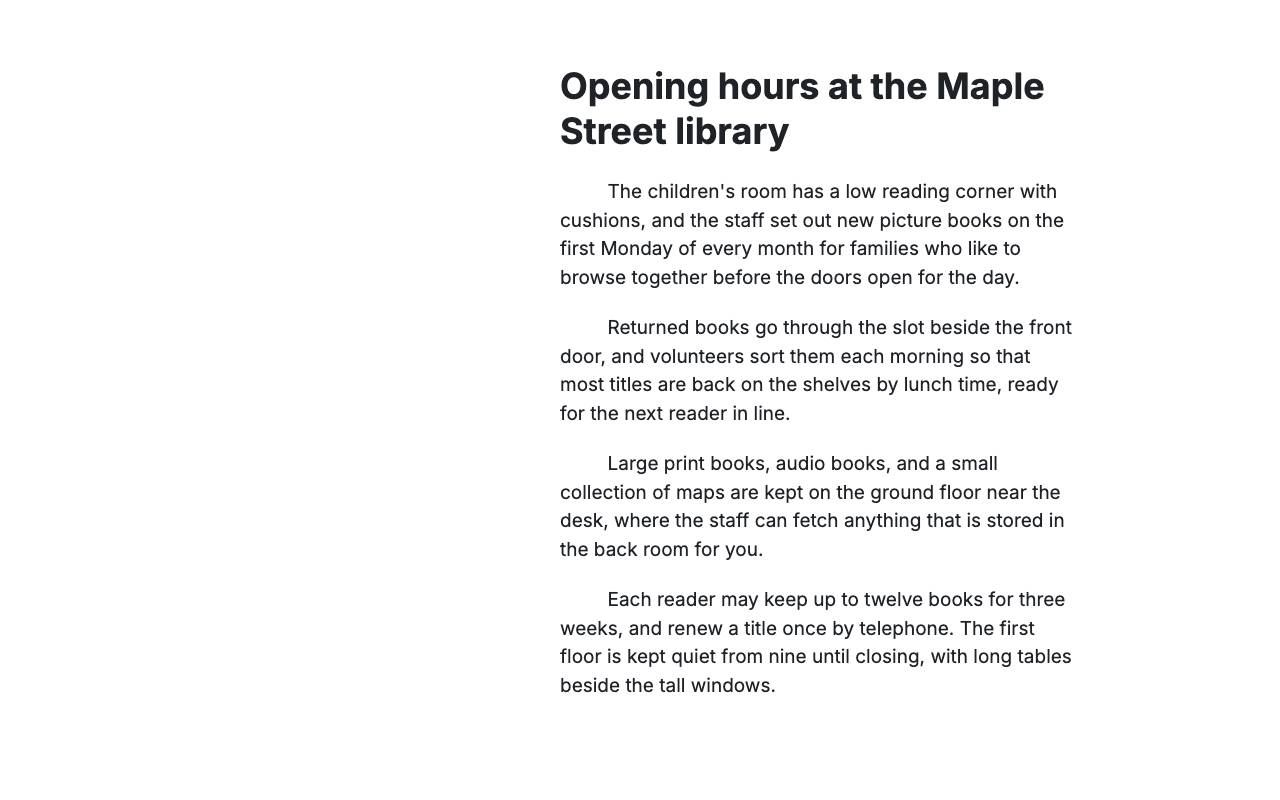 Opening hours at the Maple
Street library
The children's room has a low reading corner with
cushions, and the staff set out new picture books on the
first Monday of every month for families who like to
browse together before the doors open for the day.
Returned books go through the slot beside the front
door, and volunteers sort them each morning so that
most titles are back on the shelves by lunch time, ready
for the next reader in line.
Large print books, audio books, and a small
collection of maps are kept on the ground floor near the
desk, where the staff can fetch anything that is stored in
the back room for you.
Each reader may keep up to twelve books for three
weeks, and renew a title once by telephone. The first
floor is kept quiet from nine until closing, with long tables
beside the tall windows.